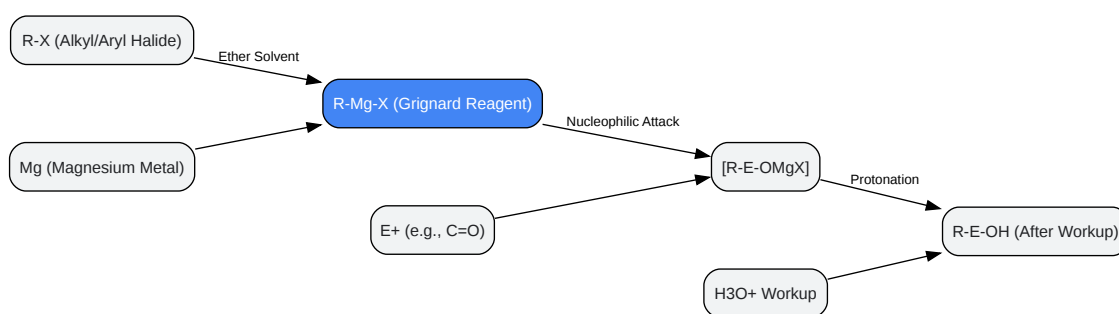 R-X (Alkyl/Aryl Halide)
Ether Solvent
R-Mg-X (Grignard Reagent)
Mg (Magnesium Metal)
Nucleophilic Attack
[R-E-OMgX]
Protonation
E+ (e.g., C=O)
R-E-OH (After Workup)
H3O+ Workup